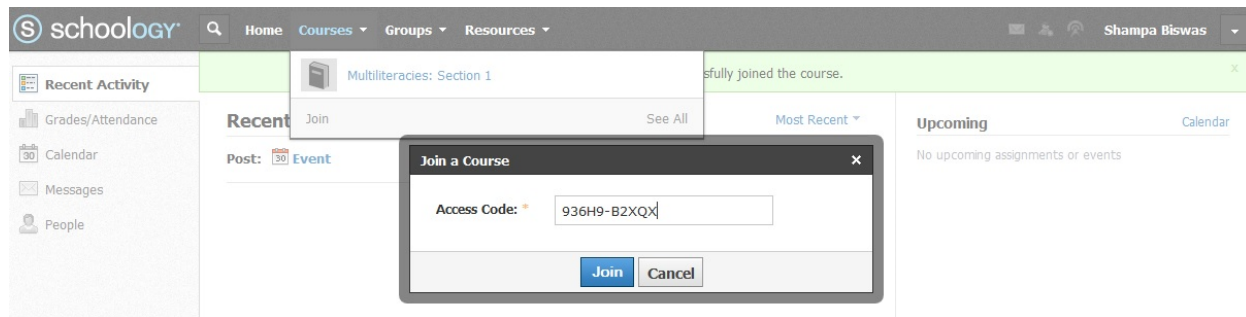 S schoology Home Courses Groups Resources Shampa Biswas
Multiliteracies: Section 1
sfully joined the course. x
Recent Activity
Grades/Attendance
30 Calendar
Messages
People
Join See All
Recent Most Recent
Post: 30 Event
Join a Course x
Access Code: * 936H9-B2XQX
Join Cancel
Upcoming Calendar
No upcoming assignments or events